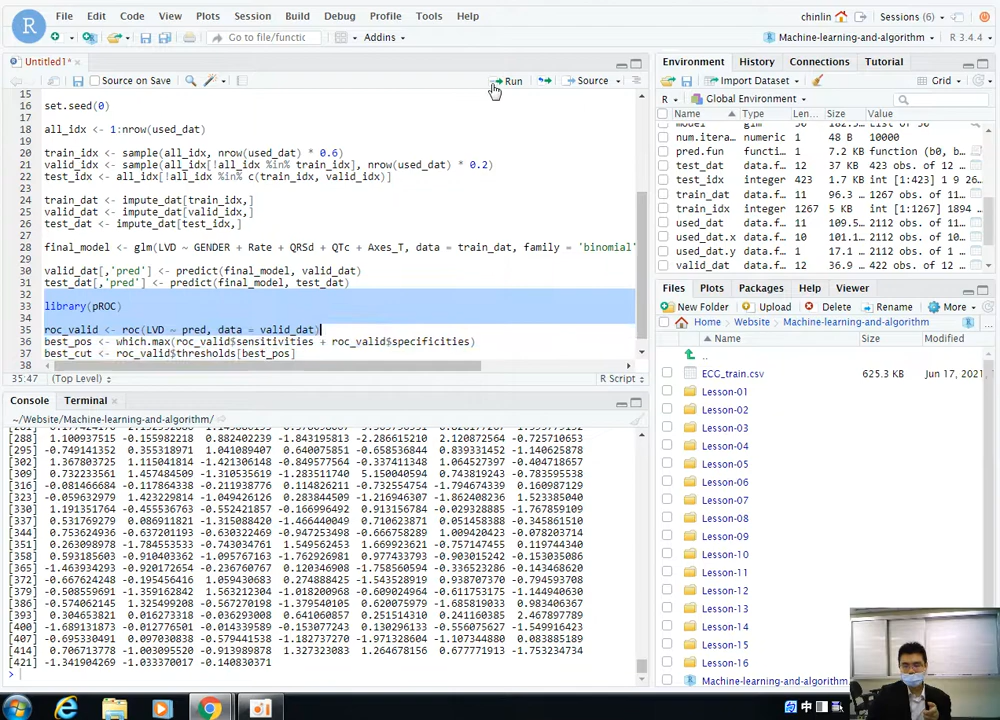 File Edit Code View Plots Session Build Debug Profile Tools Help
chinlin Sessions (6)
Go to file/functic Addins
Machine-learning-and-algorithm R 3.4.4
Untitled1*
Source on Save Run Source
15
16 set.seed(0)
17
18 all_idx <- 1:nrow(used_dat)
19
20 train_idx <- sample(all_idx, nrow(used_dat) * 0.6)
21 valid_idx <- sample(all_idx[!all_idx %in% train_idx], nrow(used_dat) * 0.2)
22 test_idx <- all_idx[!all_idx %in% c(train_idx, valid_idx)]
23
24 train_dat <- impute_dat[train_idx,]
25 valid_dat <- impute_dat[valid_idx,]
26 test_dat <- impute_dat[test_idx,]
27
28 final_model <- glm(LVD ~ GENDER + Rate + QRSd + QTc + Axes_T, data = train_dat, family = 'binomial'
29
30 valid_dat[,'pred'] <- predict(final_model, valid_dat)
31 test_dat[,'pred'] <- predict(final_model, test_dat)
32
33 library(pROC)
34
35 roc_valid <- roc(LVD ~ pred, data = valid_dat)
36 best_pos <- which.max(roc_valid$sensitivities + roc_valid$specificities)
37 best_cut <- roc_valid$thresholds[best_pos]
38
35:47 (Top Level) R Script
Console Terminal
~/Website/Machine-learning-and-algorithm/
[288] 1.100937515 -0.155982218 0.882402239 -1.843195813 -2.286615210 2.120872564 -0.725710653
[295] -0.749141352 0.355318971 1.041089407 0.640075851 -0.658536844 0.839331452 -1.140625878
[302] 1.367803725 1.115041814 -1.421306148 -0.849577564 -0.337411348 1.064527397 -0.404718657
[309] 0.732233561 1.457484509 -1.310535619 -1.283511740 5.150040594 0.743819243 -0.783595538
[316] -0.081466684 -0.117864338 -0.211938776 0.114826211 -0.732554754 -1.794674339 0.160987129
[323] -0.059632979 1.423229814 -1.049426126 0.283844509 -1.216946307 -1.862408236 1.523385040
[330] 1.191351764 -0.455536763 -0.552421857 -0.166996492 0.913156784 -0.029328885 -1.767859109
[337] 0.531769279 0.086911821 -1.315088420 -1.466440049 0.710623871 0.051458388 -0.345861510
[344] 0.753624936 -0.637201193 -0.630322469 -0.947253498 -0.666758289 1.009420043 -0.078203714
[351] 0.263098978 -1.784553533 -0.743034761 1.549562453 1.669923621 -0.757147455 0.119744340
[358] 0.593185603 -0.910403362 -1.095767163 -1.762926981 0.977433793 -0.903015242 -0.153035086
[365] -1.463934293 -0.920172654 -0.236760767 0.120346908 -1.758560594 -0.336523286 -0.143468620
[372] -0.667624248 -0.195454416 1.059430683 0.274888425 -1.543528919 0.938707370 -0.794593708
[379] -0.508559691 -1.359162842 1.563212304 -1.018200968 -0.609024946 -0.611753175 -1.144940630
[386] -0.574062145 1.325499208 -0.567270198 -1.379540105 0.620075979 -1.685819033 0.983406367
[393] 0.304653821 0.016273318 -0.036293008 0.641060857 0.251514310 0.241160385 2.467897789
[400] -1.689131873 -0.012776501 -0.014339589 -0.153077243 0.130296133 -0.556075627 -1.549916423
[407] -0.695330491 0.097030838 -0.579441538 -1.182737270 -1.971328604 -1.107344880 0.083885189
[414] 0.706713778 -1.003095520 -0.913989878 1.327323083 1.264678156 0.677771913 -1.753234734
[421] -1.341904269 -1.033370017 -0.140830371
>
Environment History Connections Tutorial
Import Dataset Grid
R Global Environment
Name Type Len... Size Value
num.itera... numeric 1 48 B 10000
pred.fun functi... 1 7.2 KB function (b0, b...
test_dat data.f... 12 37 KB 423 obs. of 12 ...
test_idx integer 423 1.7 KB int [1:423] 1 9 26...
train_dat data.f... 11 96.3 ... 1267 obs. of 11...
train_idx integer 1267 5 KB int [1:1267] 1894 ...
used_dat data.f... 11 109.5... 2113 obs. of 11...
used_dat.x data.f... 10 101.1... 2112 obs. of 10...
used_dat.y data.f... 1 17.1 ... 2112 obs. of 1 ...
valid_dat data.f... 12 36.9 ... 422 obs. of 12 ...
Files Plots Packages Help Viewer
New Folder Upload Delete Rename More
Home Website Machine-learning-and-algorithm
Name Size Modified
..
ECG_train.csv 625.3 KB Jun 17, 2021,
Lesson-01
Lesson-02
Lesson-03
Lesson-04
Lesson-05
Lesson-06
Lesson-07
Lesson-08
Lesson-09
Lesson-10
Lesson-11
Lesson-12
Lesson-13
Lesson-14
Lesson-15
Lesson-16
Machine-learning-and-algorithm
中